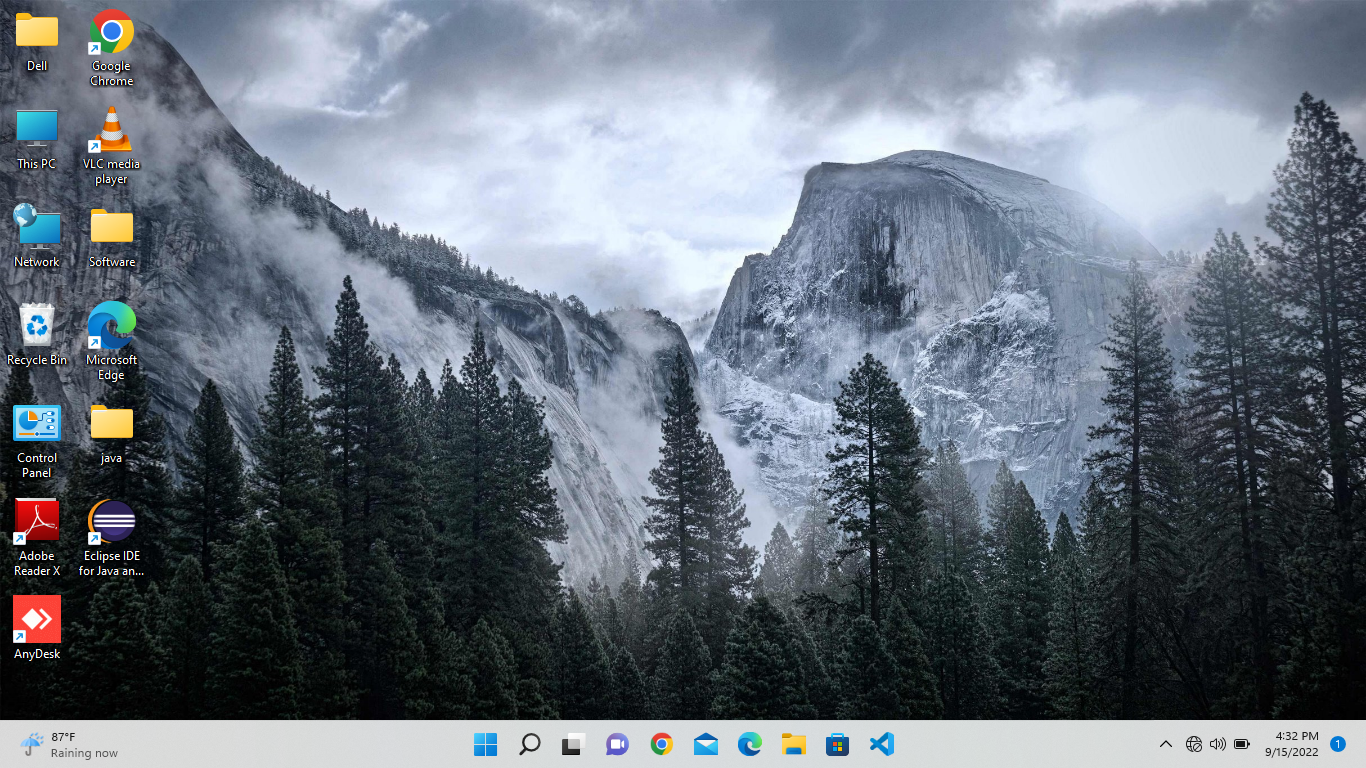 Dell
Google
Chrome
This PC
VLC media
player
Network
Software
Recycle Bin
Microsoft
Edge
Control
Panel
java
Adobe
Reader X
Eclipse IDE
for Java an...
AnyDesk
87°F
Raining now
4:32 PM
9/15/2022
1